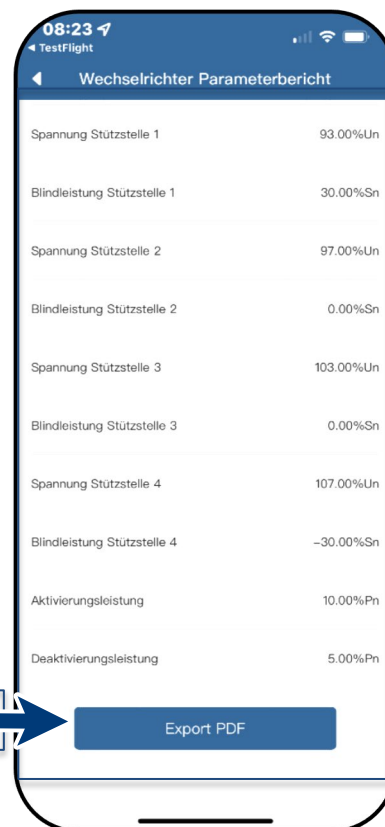 08:23
◀ TestFlight
Wechselrichter Parameterbericht
Spannung Stützstelle 1 93.00%Un
Blindleistung Stützstelle 1 30.00%Sn
Spannung Stützstelle 2 97.00%Un
Blindleistung Stützstelle 2 0.00%Sn
Spannung Stützstelle 3 103.00%Un
Blindleistung Stützstelle 3 0.00%Sn
Spannung Stützstelle 4 107.00%Un
Blindleistung Stützstelle 4 −30.00%Sn
Aktivierungsleistung 10.00%Pn
Deaktivierungsleistung 5.00%Pn
Export PDF